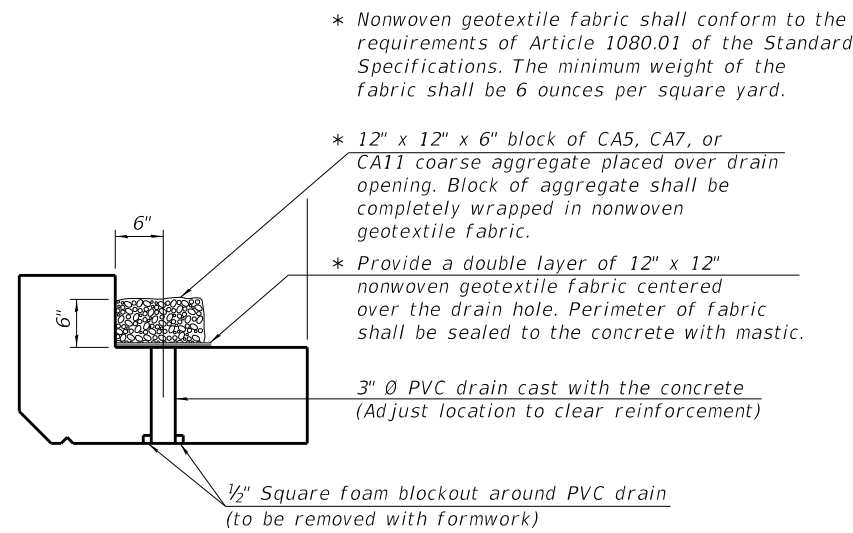 * Nonwoven geotextile fabric shall conform to the
requirements of Article 1080.01 of the Standard
Specifications. The minimum weight of the
fabric shall be 6 ounces per square yard.
* 12" x 12" x 6" block of CA5, CA7, or
CA11 coarse aggregate placed over drain
opening. Block of aggregate shall be
completely wrapped in nonwoven
geotextile fabric.
6"
* Provide a double layer of 12" x 12"
nonwoven geotextile fabric centered
over the drain hole. Perimeter of fabric
shall be sealed to the concrete with mastic.
6"
3" Ø PVC drain cast with the concrete
(Adjust location to clear reinforcement)
½" Square foam blockout around PVC drain
(to be removed with formwork)